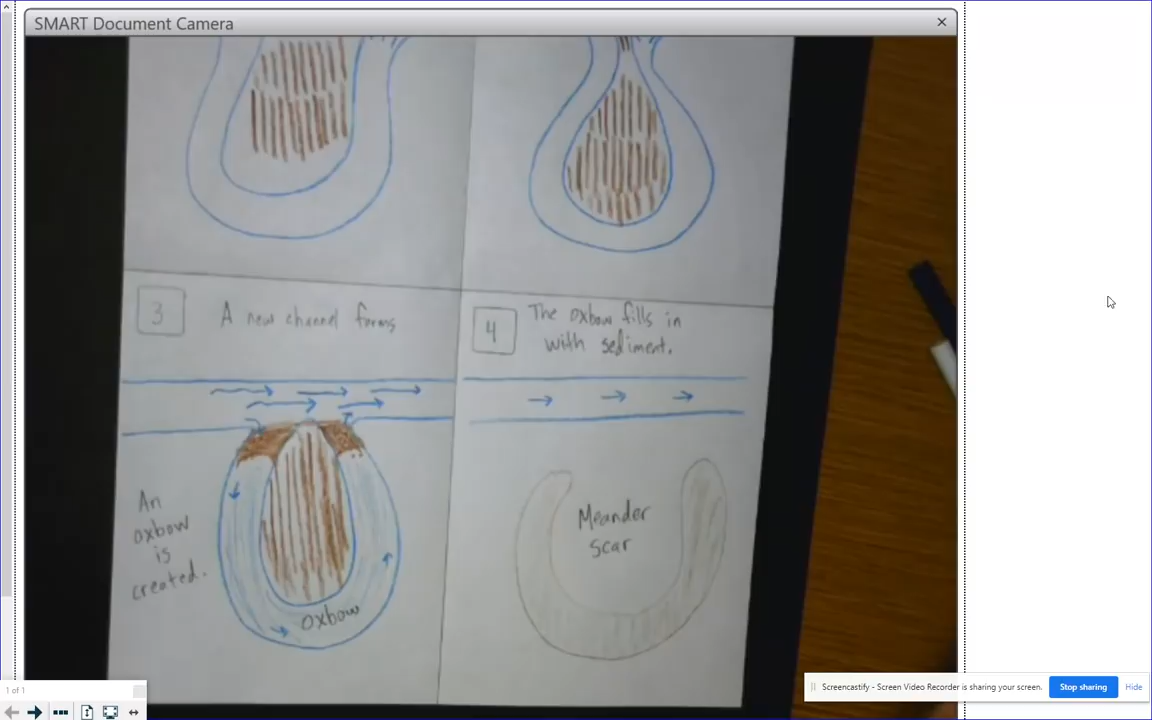 SMART Document Camera
3
A new channel forms
4
The oxbow fills in
with sediment.
An
oxbow
is
created.
oxbow
Meander
scar
1 of 1
Screencastify - Screen Video Recorder is sharing your screen.
Stop sharing
Hide